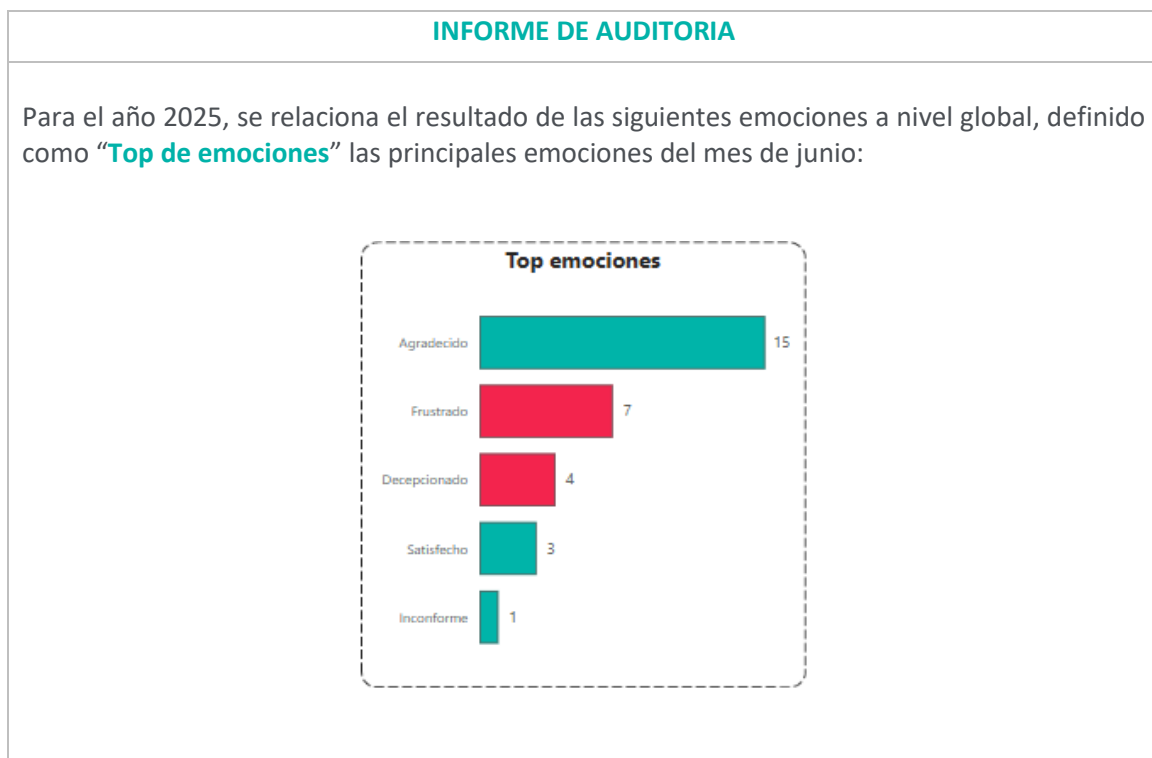 INFORME DE AUDITORIA
Para el año 2025, se relaciona el resultado de las siguientes emociones a nivel global, definido
como “Top de emociones” las principales emociones del mes de junio:
Top emociones
Agradecido 15
Frustrado 7
Decepcionado 4
Satisfecho 3
Inconforme 1